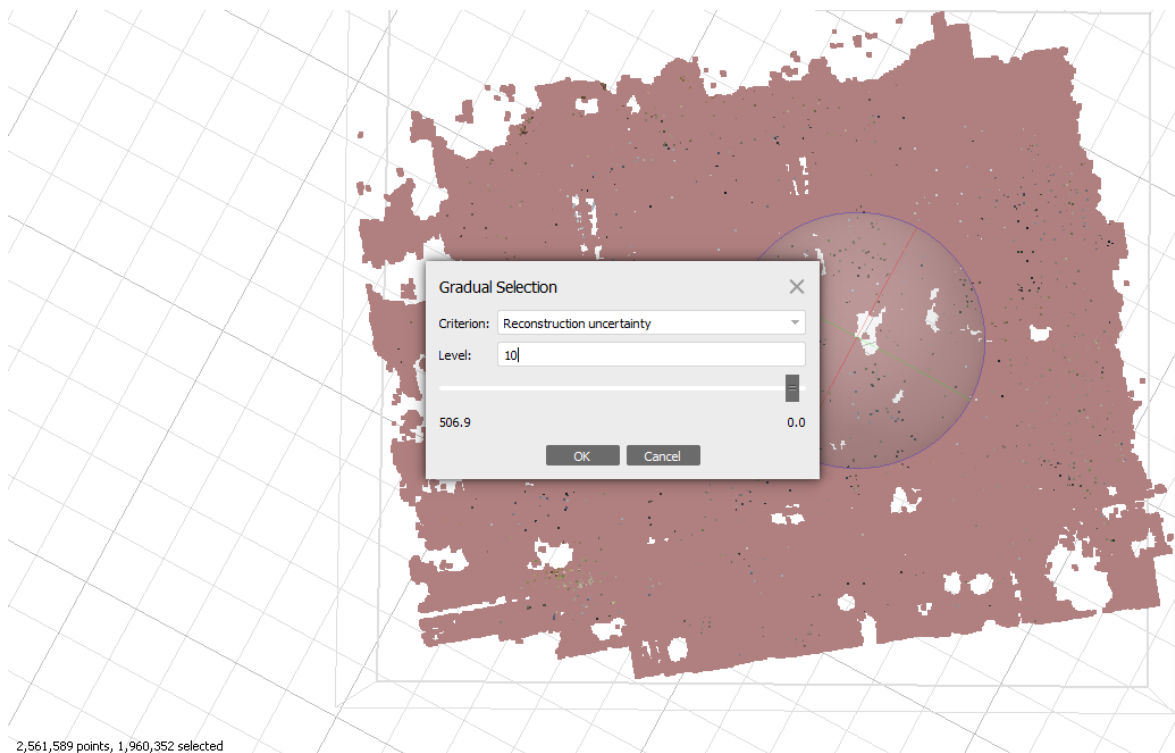 Gradual Selection
Criterion: Reconstruction uncertainty
Level: 10
506.9 0.0
OK Cancel
2,561,589 points, 1,960,352 selected